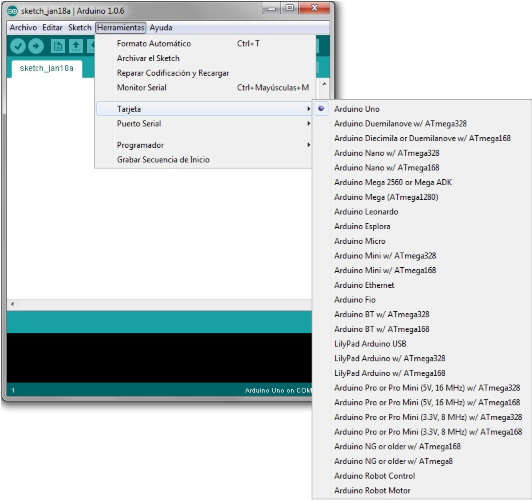 sketch_jan18a | Arduino 1.0.6
Archivo Editar Sketch Herramientas Ayuda
sketch_jan18a
Formato Automático Ctrl+T
Archivar el Sketch
Reparar Codificación y Recargar
Monitor Serial Ctrl+Mayúsculas+M
Tarjeta
Puerto Serial
Programador
Grabar Secuencia de Inicio
Arduino Uno
Arduino Duemilanove w/ ATmega328
Arduino Diecimila or Duemilanove w/ ATmega168
Arduino Nano w/ ATmega328
Arduino Nano w/ ATmega168
Arduino Mega 2560 or Mega ADK
Arduino Mega (ATmega1280)
Arduino Leonardo
Arduino Esplora
Arduino Micro
Arduino Mini w/ ATmega328
Arduino Mini w/ ATmega168
Arduino Ethernet
Arduino Fio
Arduino BT w/ ATmega328
Arduino BT w/ ATmega168
LilyPad Arduino USB
LilyPad Arduino w/ ATmega328
LilyPad Arduino w/ ATmega168
Arduino Pro or Pro Mini (5V, 16 MHz) w/ ATmega328
Arduino Pro or Pro Mini (5V, 16 MHz) w/ ATmega168
Arduino Pro or Pro Mini (3.3V, 8 MHz) w/ ATmega328
Arduino Pro or Pro Mini (3.3V, 8 MHz) w/ ATmega168
Arduino NG or older w/ ATmega168
Arduino NG or older w/ ATmega8
Arduino Robot Control
Arduino Robot Motor
1 Arduino Uno on COM